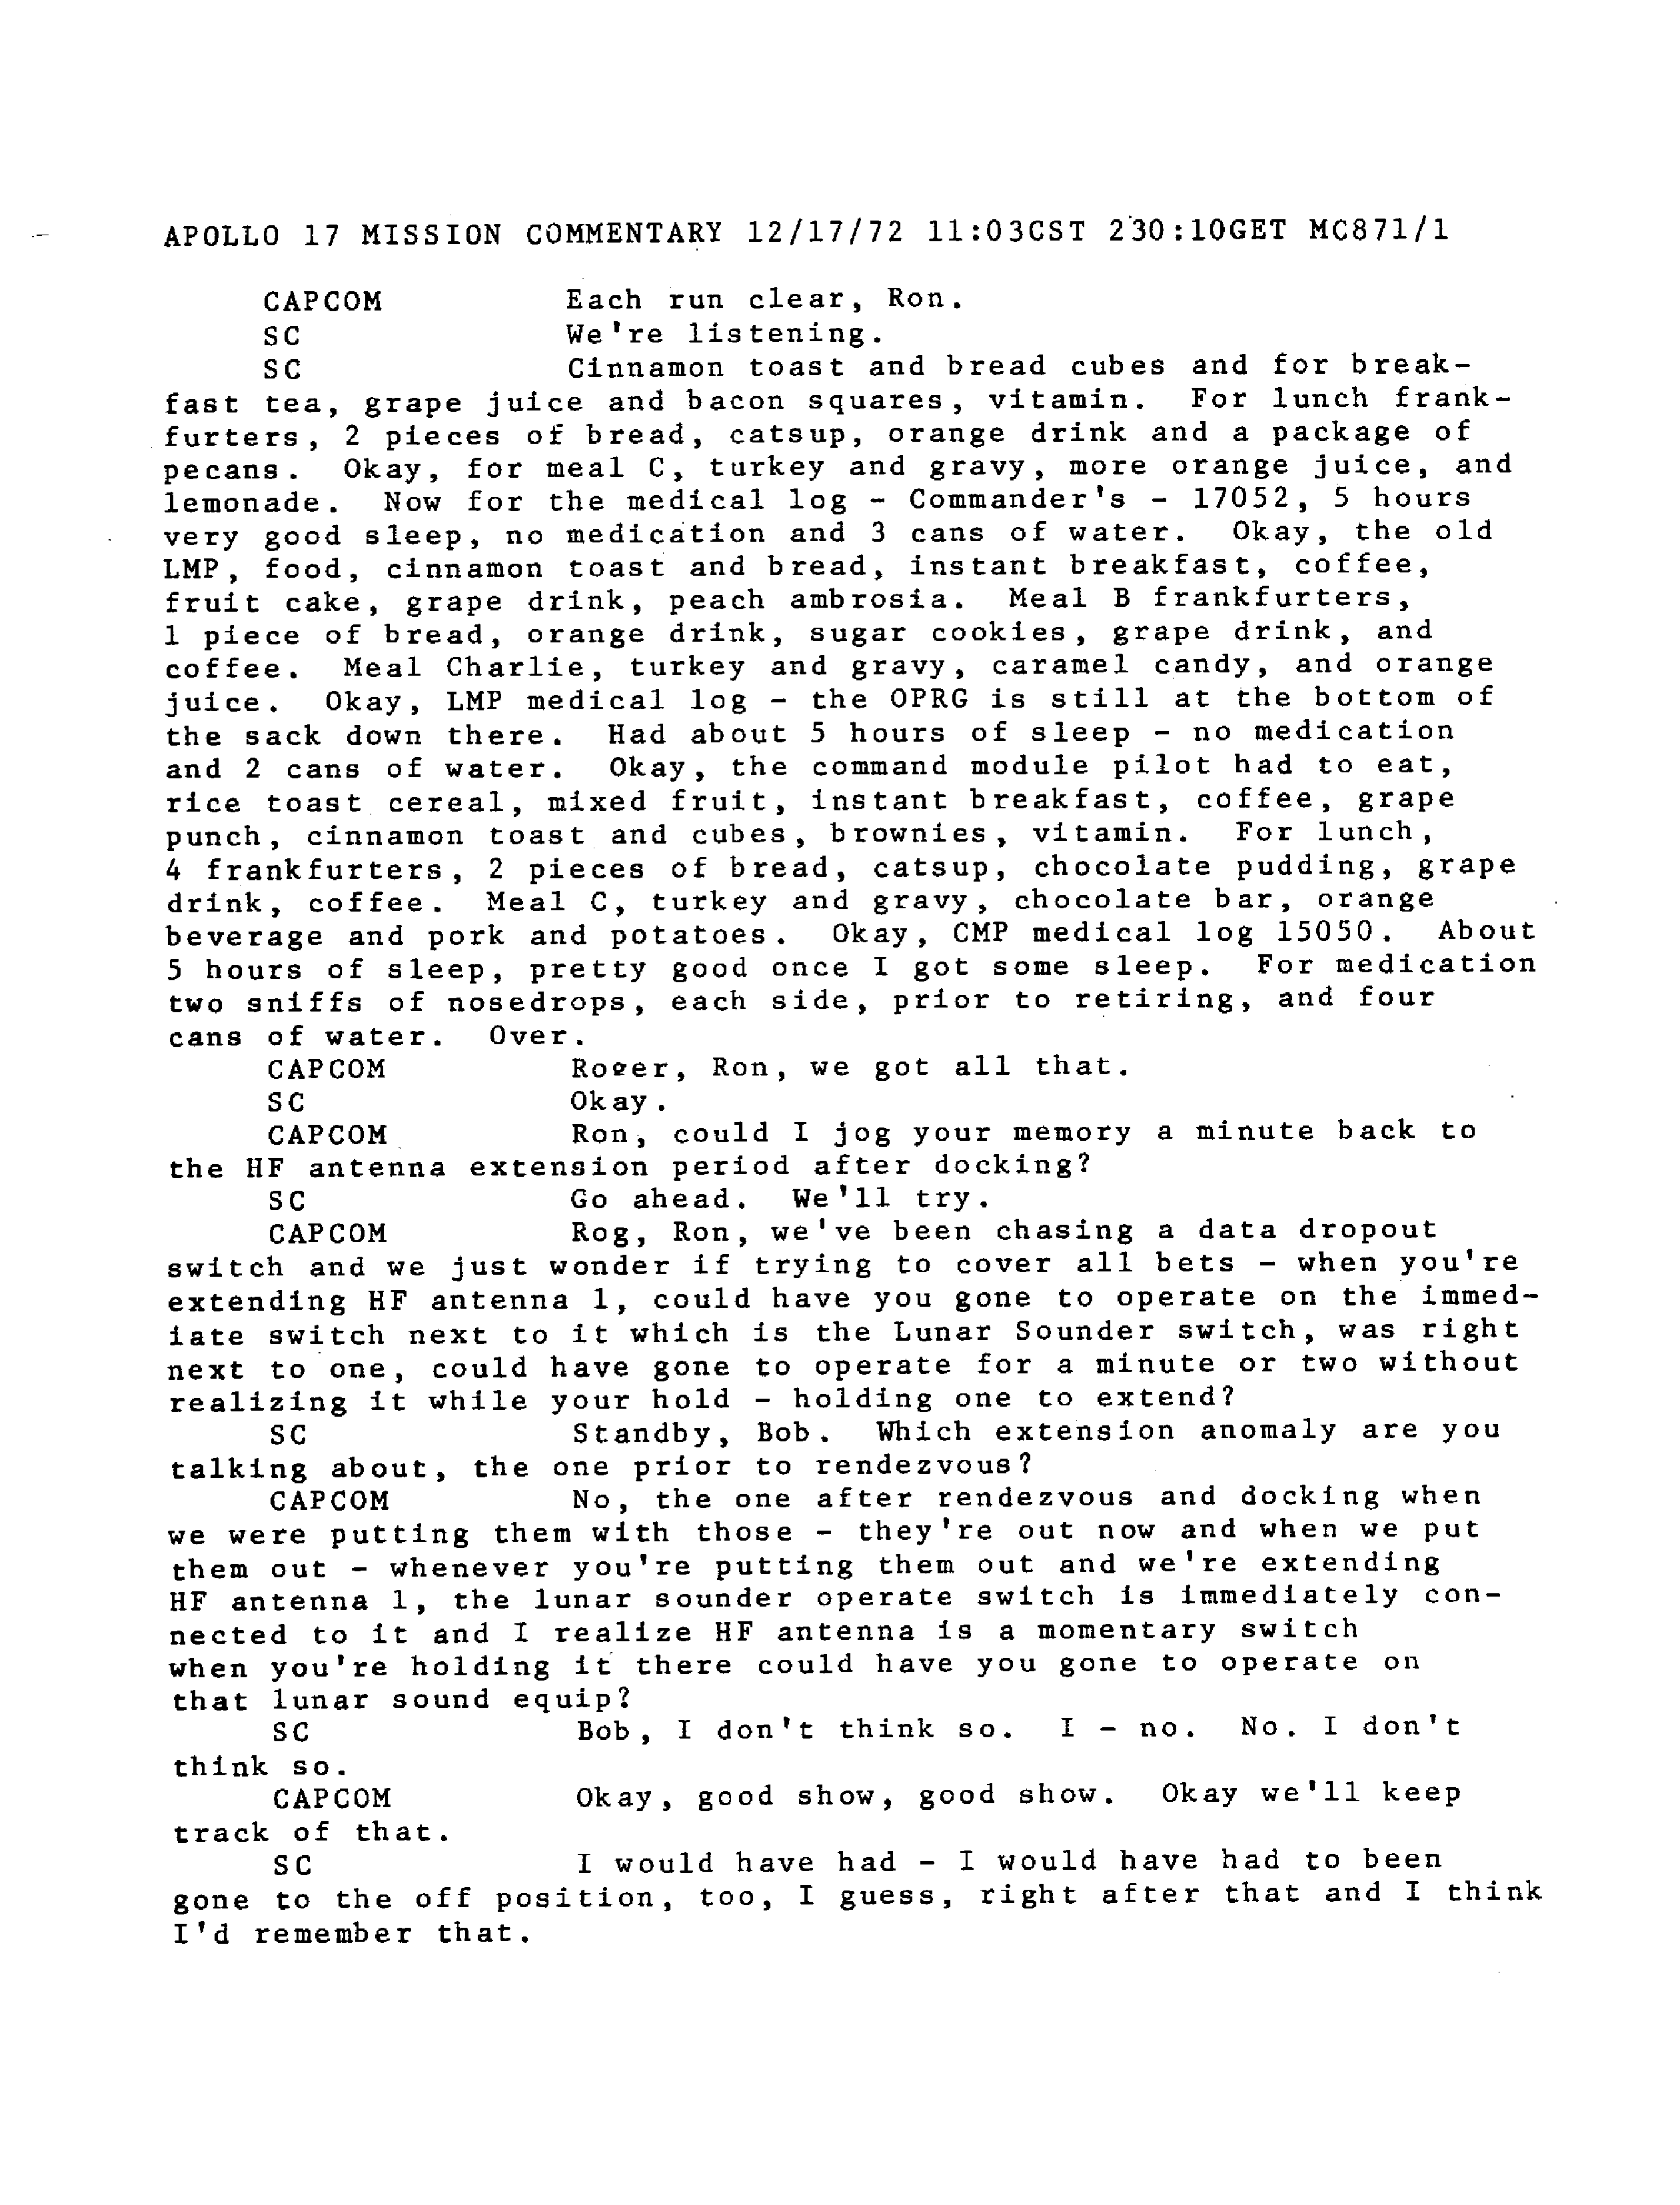 APOLLO 17 MISSION COMMENTARY 12/17/72 11:03CST 230:10GET MC871/1
CAPCOM Each run clear, Ron.
SC We're listening.
SC Cinnamon toast and bread cubes and for break-
fast tea, grape juice and bacon squares, vitamin. For lunch frank-
furters, 2 pieces of bread, catsup, orange drink and a package of
pecans. Okay, for meal C, turkey and gravy, more orange juice, and
lemonade. Now for the medical log - Commander's - 17052, 5 hours
very good sleep, no medication and 3 cans of water. Okay, the old
LMP, food, cinnamon toast and bread, instant breakfast, coffee,
fruit cake, grape drink, peach ambrosia. Meal B frankfurters,
1 piece of bread, orange drink, sugar cookies, grape drink, and
coffee. Meal Charlie, turkey and gravy, caramel candy, and orange
juice. Okay, LMP medical log - the OPRG is still at the bottom of
the sack down there. Had about 5 hours of sleep - no medication
and 2 cans of water. Okay, the command module pilot had to eat,
rice toast cereal, mixed fruit, instant breakfast, coffee, grape
punch, cinnamon toast and cubes, brownies, vitamin. For lunch,
4 frankfurters, 2 pieces of bread, catsup, chocolate pudding, grape
drink, coffee. Meal C, turkey and gravy, chocolate bar, orange
beverage and pork and potatoes. Okay, CMP medical log 15050. About
5 hours of sleep, pretty good once I got some sleep. For medication
two sniffs of nosedrops, each side, prior to retiring, and four
cans of water. Over.
CAPCOM Roger, Ron, we got all that.
SC Okay.
CAPCOM Ron, could I jog your memory a minute back to
the HF antenna extension period after docking?
SC Go ahead. We'll try.
CAPCOM Rog, Ron, we've been chasing a data dropout
switch and we just wonder if trying to cover all bets - when you're
extending HF antenna 1, could have you gone to operate on the immed-
iate switch next to it which is the Lunar Sounder switch, was right
next to one, could have gone to operate for a minute or two without
realizing it while your hold - holding one to extend?
SC Standby, Bob. Which extension anomaly are you
talking about, the one prior to rendezvous?
CAPCOM No, the one after rendezvous and docking when
we were putting them with those - they're out now and when we put
them out - whenever you're putting them out and we're extending
HF antenna 1, the lunar sounder operate switch is immediately con-
nected to it and I realize HF antenna is a momentary switch
when you're holding it there could have you gone to operate on
that lunar sound equip?
SC Bob, I don't think so. I - no. No. I don't
think so.
CAPCOM Okay, good show, good show. Okay we'll keep
track of that.
SC I would have had - I would have had to been
gone to the off position, too, I guess, right after that and I think
I'd remember that.